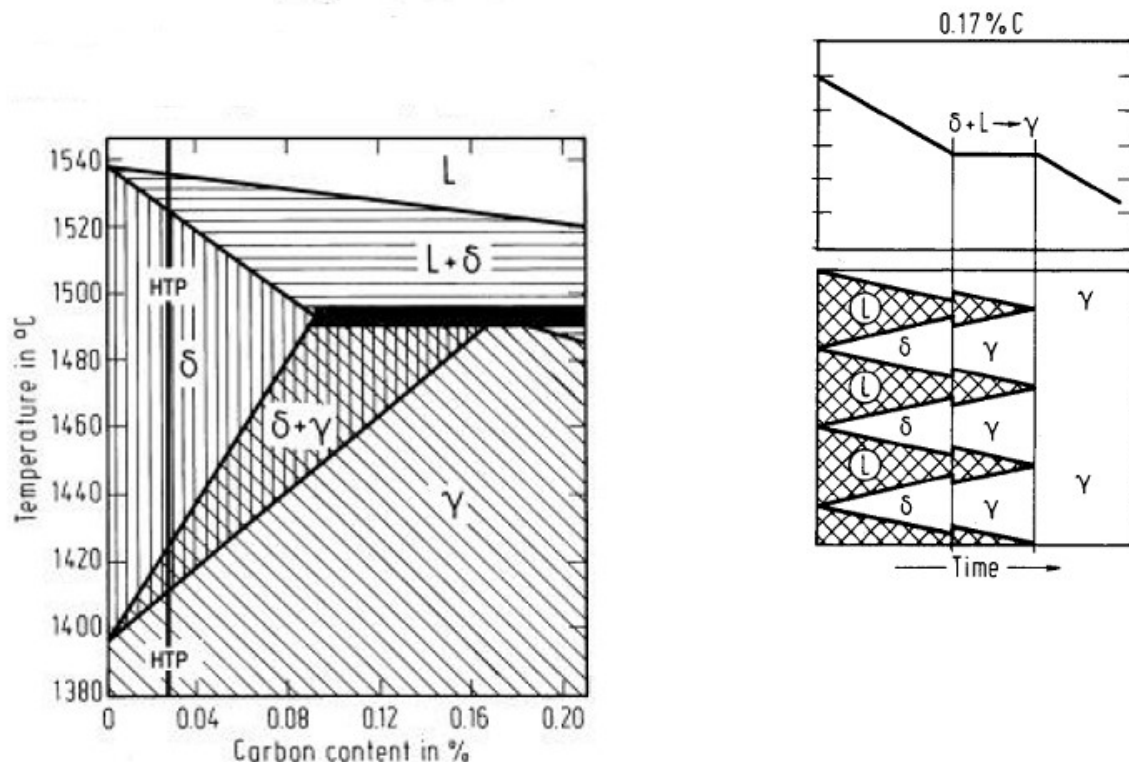 1540
1520
1500
1480
1460
1440
1420
1400
1380
Temperature in °C
L
L+δ
HTP
δ
δ+γ
γ
HTP
0 0.04 0.08 0.12 0.16 0.20
Carbon content in %
0.17% C
δ+L→γ
L γ
δ γ
L
δ γ
L γ
δ γ
Time